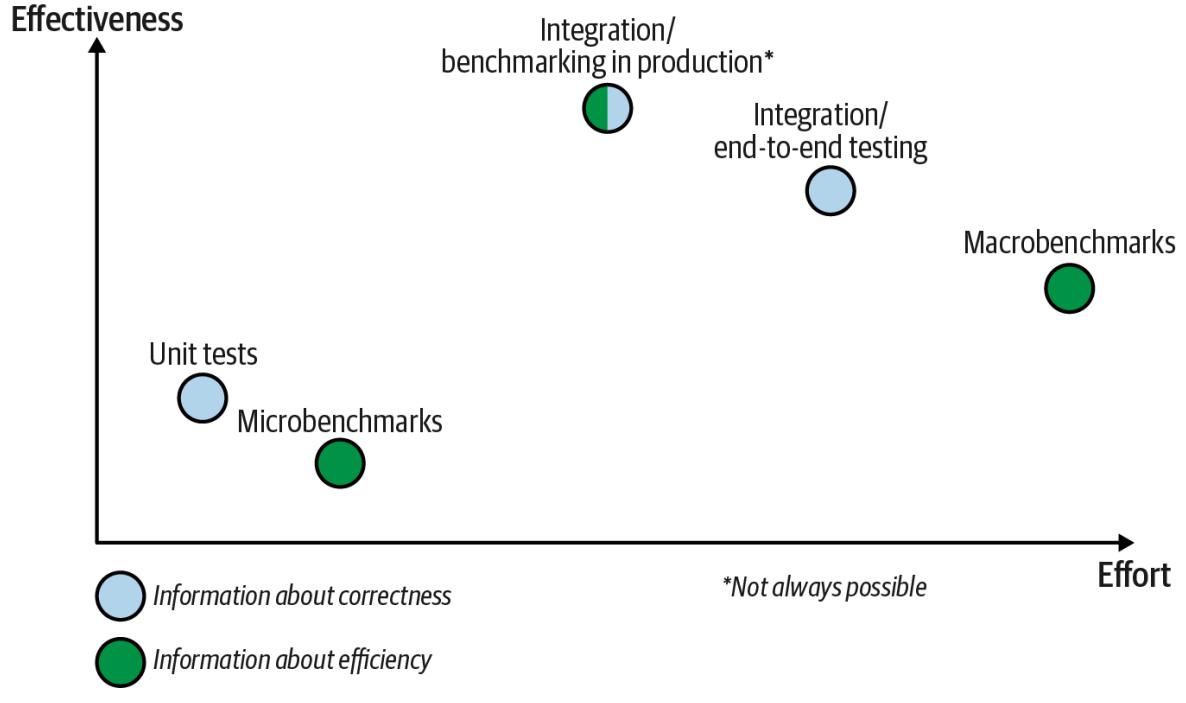 Effectiveness
Integration/
benchmarking in production*
Integration/
end-to-end testing
Macrobenchmarks
Unit tests
Microbenchmarks
Effort
Information about correctness
*Not always possible
Information about efficiency